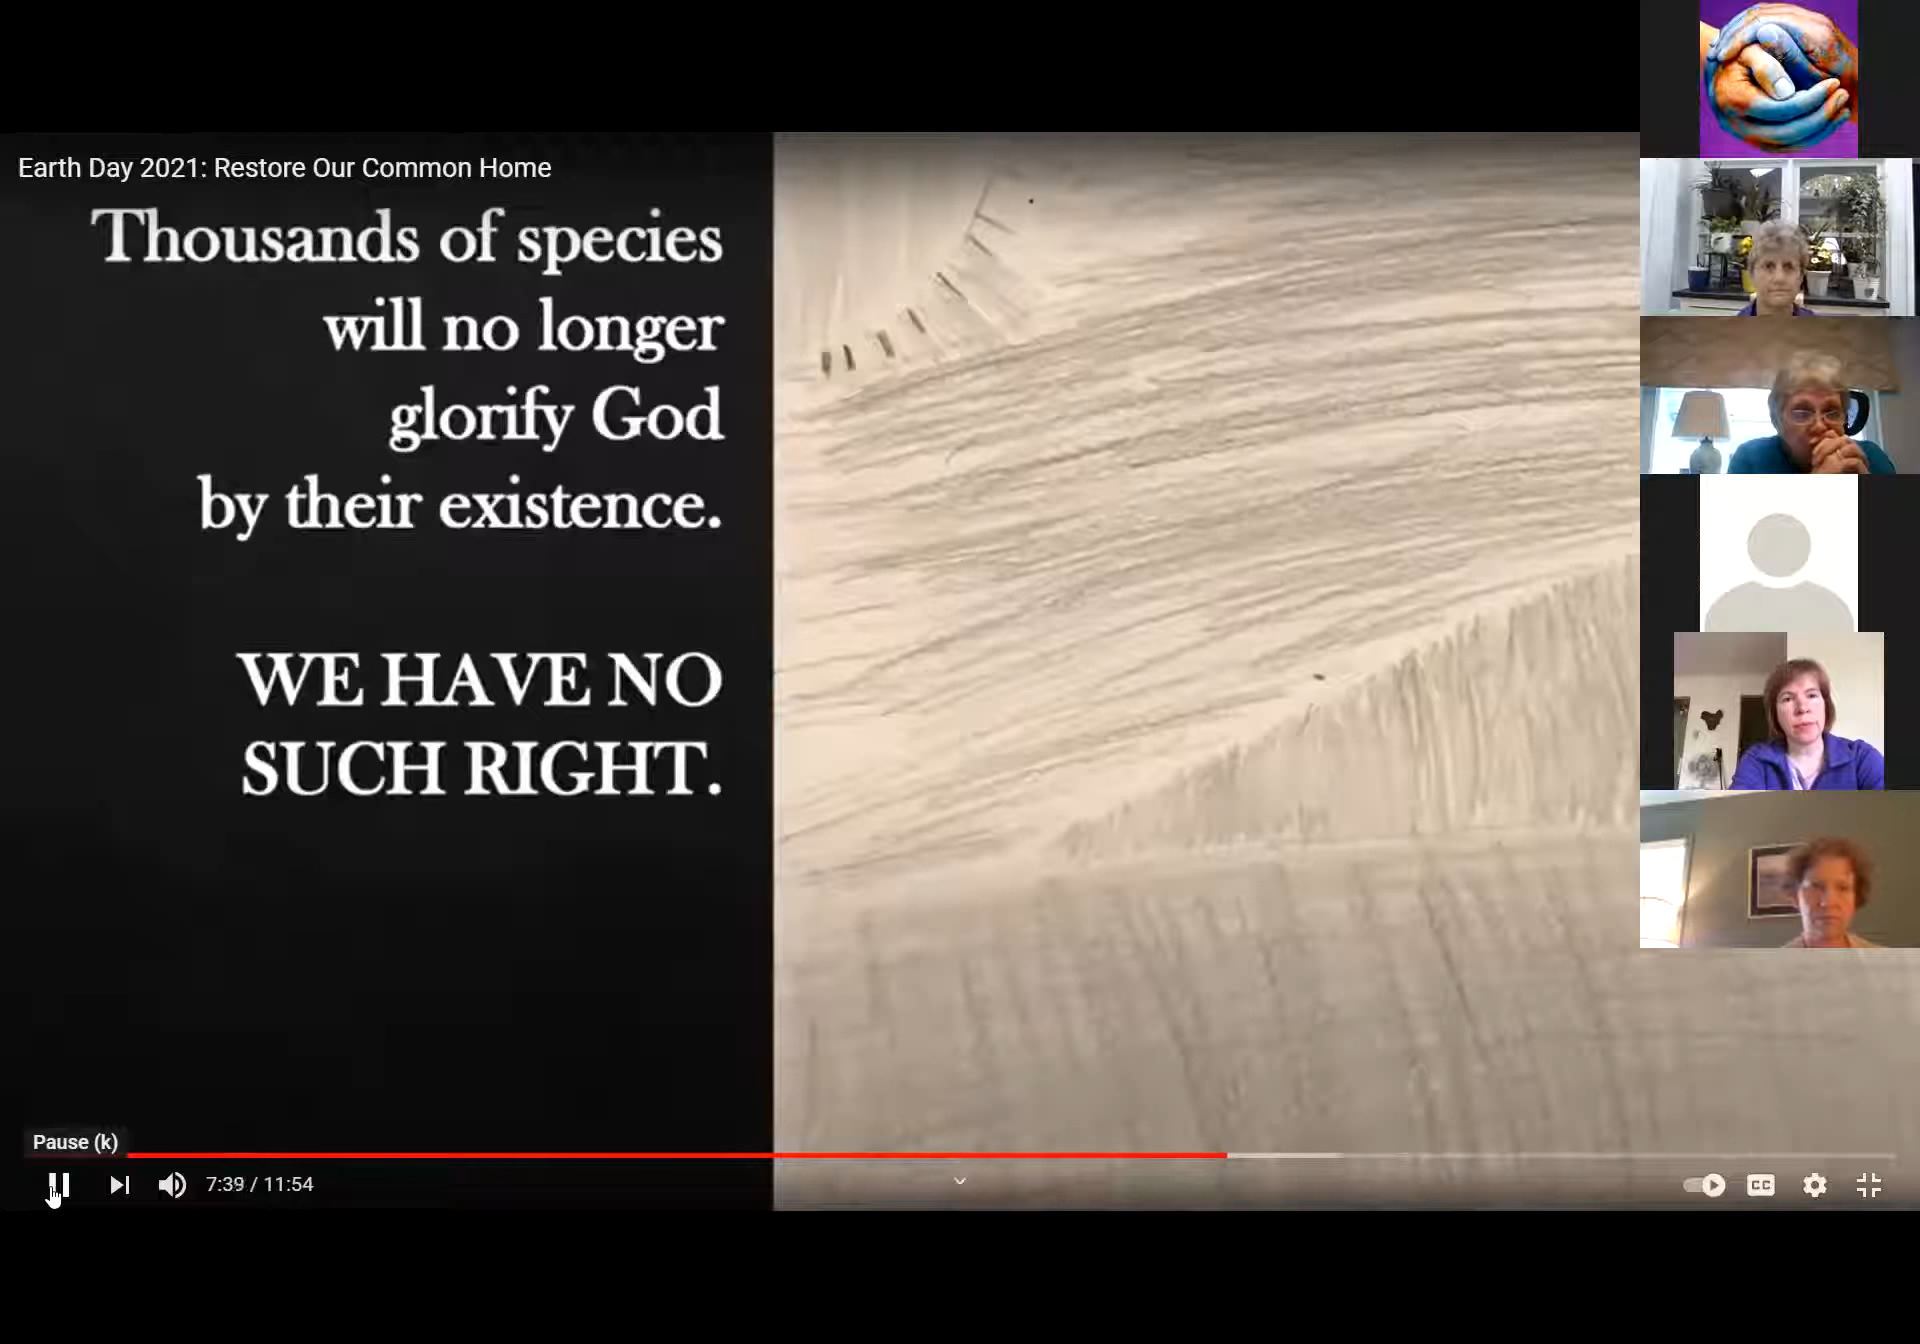 Earth Day 2021: Restore Our Common Home
Thousands of species
will no longer
glorify God
by their existence.
WE HAVE NO
SUCH RIGHT.
Pause (k)
7:39 / 11:54
CC